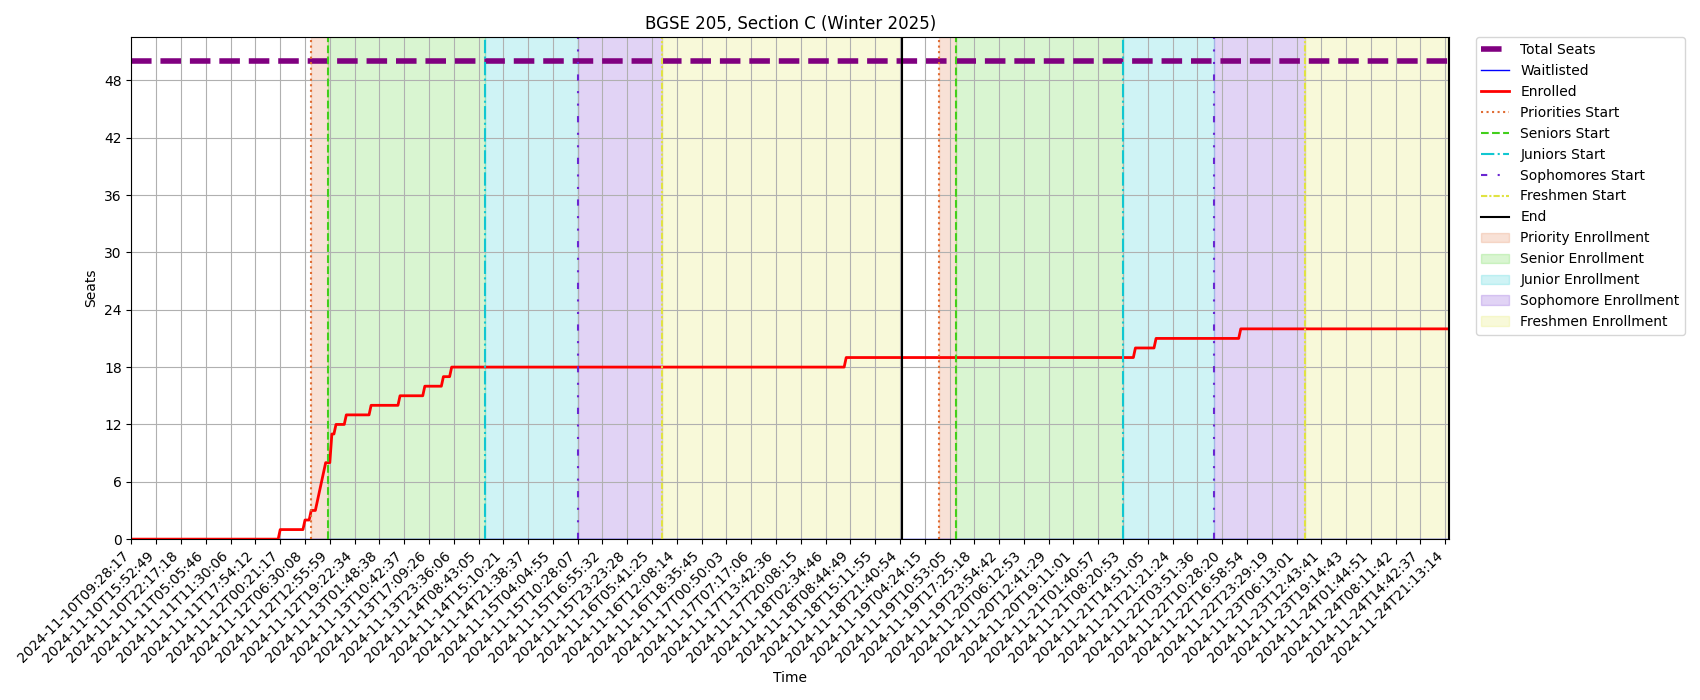 BGSE 205, Section C (Winter 2025)
Seats
48
42
36
30
24
18
12
6
0
2024-11-10T09:28:17
2024-11-10T15:52:49
2024-11-10T22:17:18
2024-11-11T05:05:46
2024-11-11T11:30:06
2024-11-11T17:54:12
2024-11-12T00:21:17
2024-11-12T06:30:08
2024-11-12T12:55:59
2024-11-12T19:22:34
2024-11-13T01:48:38
2024-11-13T10:42:37
2024-11-13T17:09:26
2024-11-13T23:36:06
2024-11-14T08:43:05
2024-11-14T15:10:21
2024-11-14T21:38:37
2024-11-15T04:04:55
2024-11-15T10:28:07
2024-11-15T16:55:32
2024-11-15T23:23:28
2024-11-16T05:41:25
2024-11-16T12:08:14
2024-11-16T18:35:45
2024-11-17T00:50:03
2024-11-17T07:17:06
2024-11-17T13:42:36
2024-11-17T20:08:15
2024-11-18T02:34:46
2024-11-18T08:44:49
2024-11-18T15:11:55
2024-11-18T21:40:54
2024-11-19T04:24:15
2024-11-19T10:53:05
2024-11-19T17:25:18
2024-11-19T23:54:42
2024-11-20T06:12:53
2024-11-20T12:41:29
2024-11-20T19:11:01
2024-11-21T01:40:57
2024-11-21T08:20:53
2024-11-21T14:51:05
2024-11-21T21:21:24
2024-11-22T03:51:36
2024-11-22T10:28:20
2024-11-22T16:58:54
2024-11-22T23:29:19
2024-11-23T06:13:01
2024-11-23T12:43:41
2024-11-23T19:14:43
2024-11-24T01:44:51
2024-11-24T08:11:42
2024-11-24T14:42:37
2024-11-24T21:13:14
Time
Total Seats
Waitlisted
Enrolled
Priorities Start
Seniors Start
Juniors Start
Sophomores Start
Freshmen Start
End
Priority Enrollment
Senior Enrollment
Junior Enrollment
Sophomore Enrollment
Freshmen Enrollment